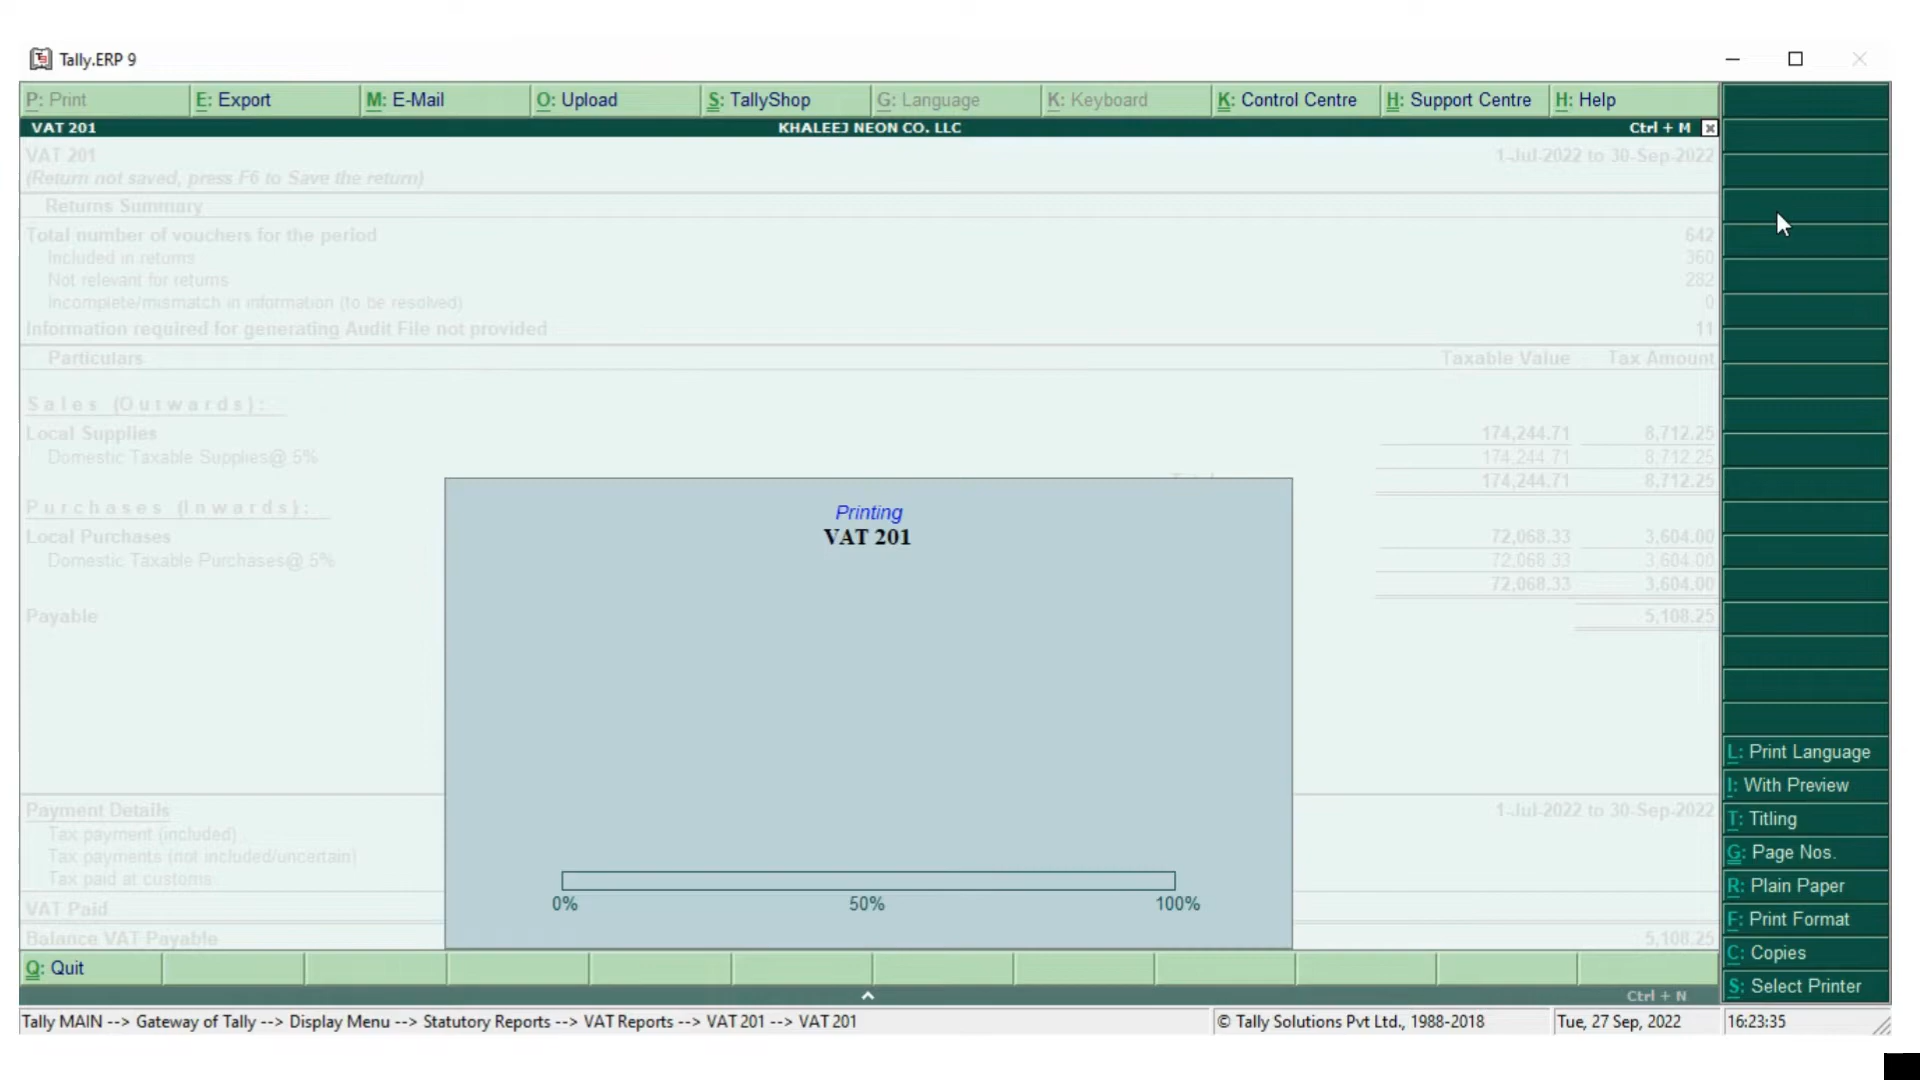 Tally.ERP 9
P: Print E: Export M: E-Mail O: Upload S: TallyShop G: Language K: Keyboard K: Control Centre H: Support Centre H: Help
VAT 201 KHALEEJ NEON CO. LLC Ctrl + M
VAT 201 1-Jul-2022 to 30-Sep-2022
(Return not saved, press F6 to Save the return)
Returns Summary
Total number of vouchers for the period 642
Included in returns 360
Not relevant for returns 282
Incomplete/mismatch in information (to be resolved) 0
Information required for generating Audit File not provided 11
Particulars Taxable Value Tax Amount
Sales (Outwards):
Local Supplies 174,244.71 8,712.25
Domestic Taxable Supplies@ 5% 174,244.71 8,712.25
174,244.71 8,712.25
Purchases (Inwards):
Local Purchases 72,068.33 3,604.00
Domestic Taxable Purchases@ 5% 72,068.33 3,604.00
72,068.33 3,604.00
Payable 5,108.25
Printing
VAT 201
0% 50% 100%
Payment Details 1-Jul-2022 to 30-Sep-2022
Tax payment (included)
Tax payments (not included/uncertain)
Tax paid at customs
VAT Paid
Balance VAT Payable 5,108.25
L: Print Language
I: With Preview
T: Titling
G: Page Nos.
R: Plain Paper
F: Print Format
C: Copies
S: Select Printer
Q: Quit
Ctrl + N
Tally MAIN --> Gateway of Tally --> Display Menu --> Statutory Reports --> VAT Reports --> VAT 201 --> VAT 201 © Tally Solutions Pvt Ltd., 1988-2018 Tue, 27 Sep, 2022 16:23:35